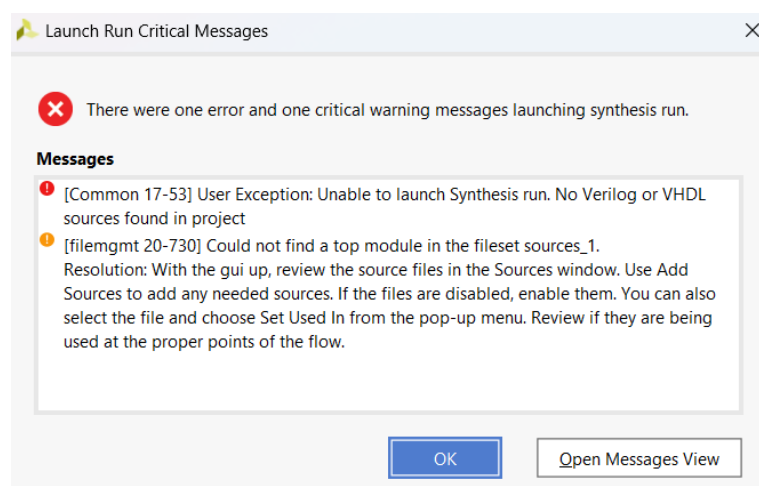 Launch Run Critical Messages
There were one error and one critical warning messages launching synthesis run.
Messages
[Common 17-53] User Exception: Unable to launch Synthesis run. No Verilog or VHDL
sources found in project
[filemgmt 20-730] Could not find a top module in the fileset sources_1.
Resolution: With the gui up, review the source files in the Sources window. Use Add
Sources to add any needed sources. If the files are disabled, enable them. You can also
select the file and choose Set Used In from the pop-up menu. Review if they are being
used at the proper points of the flow.
OK
Open Messages View